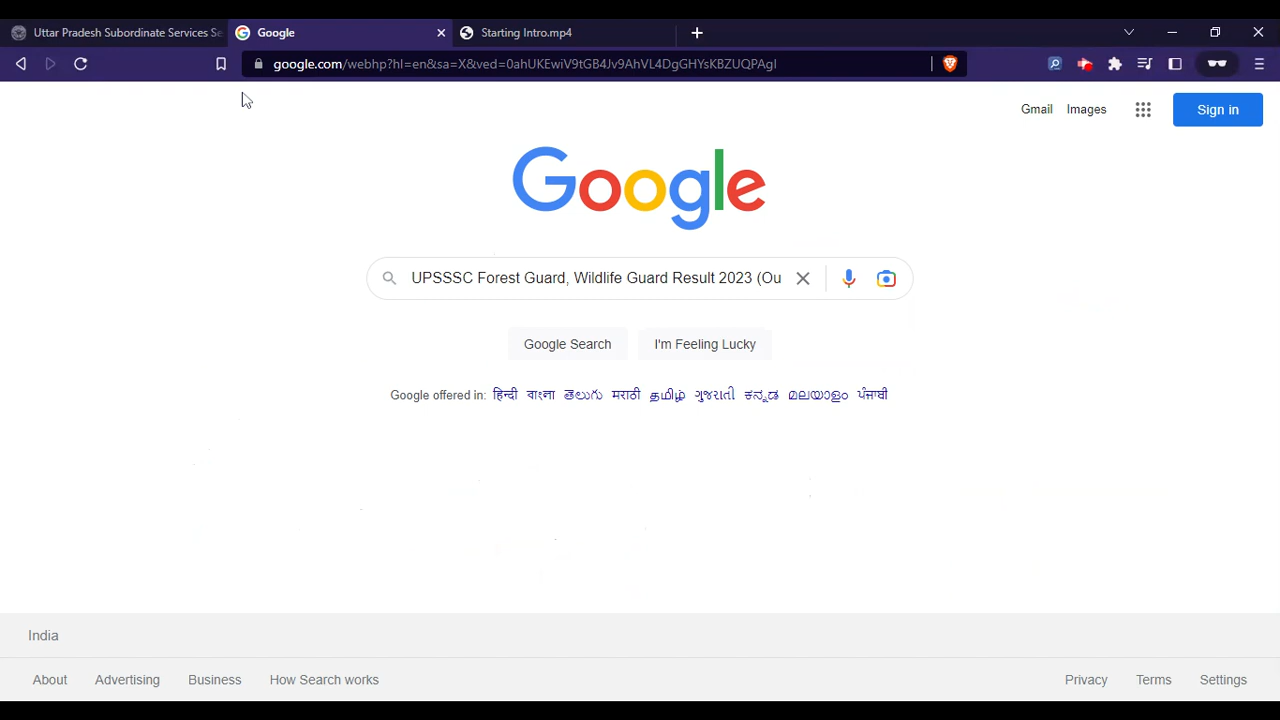 Uttar Pradesh Subordinate Services Se
Google
Starting Intro.mp4
google.com/webhp?hl=en&sa=X&ved=0ahUKEwiV9tGB4Jv9AhVL4DgGHYsKBZUQPAgI
Gmail Images Sign in
Google
UPSSSC Forest Guard, Wildlife Guard Result 2023 (Ou
Google Search I'm Feeling Lucky
Google offered in: हिन्दी বাংলা తెలుగు मराठी தமிழ் ગુજરાતી ಕನ್ನಡ മലയാളം ਪੰਜਾਬੀ
India
About Advertising Business How Search works Privacy Terms Settings